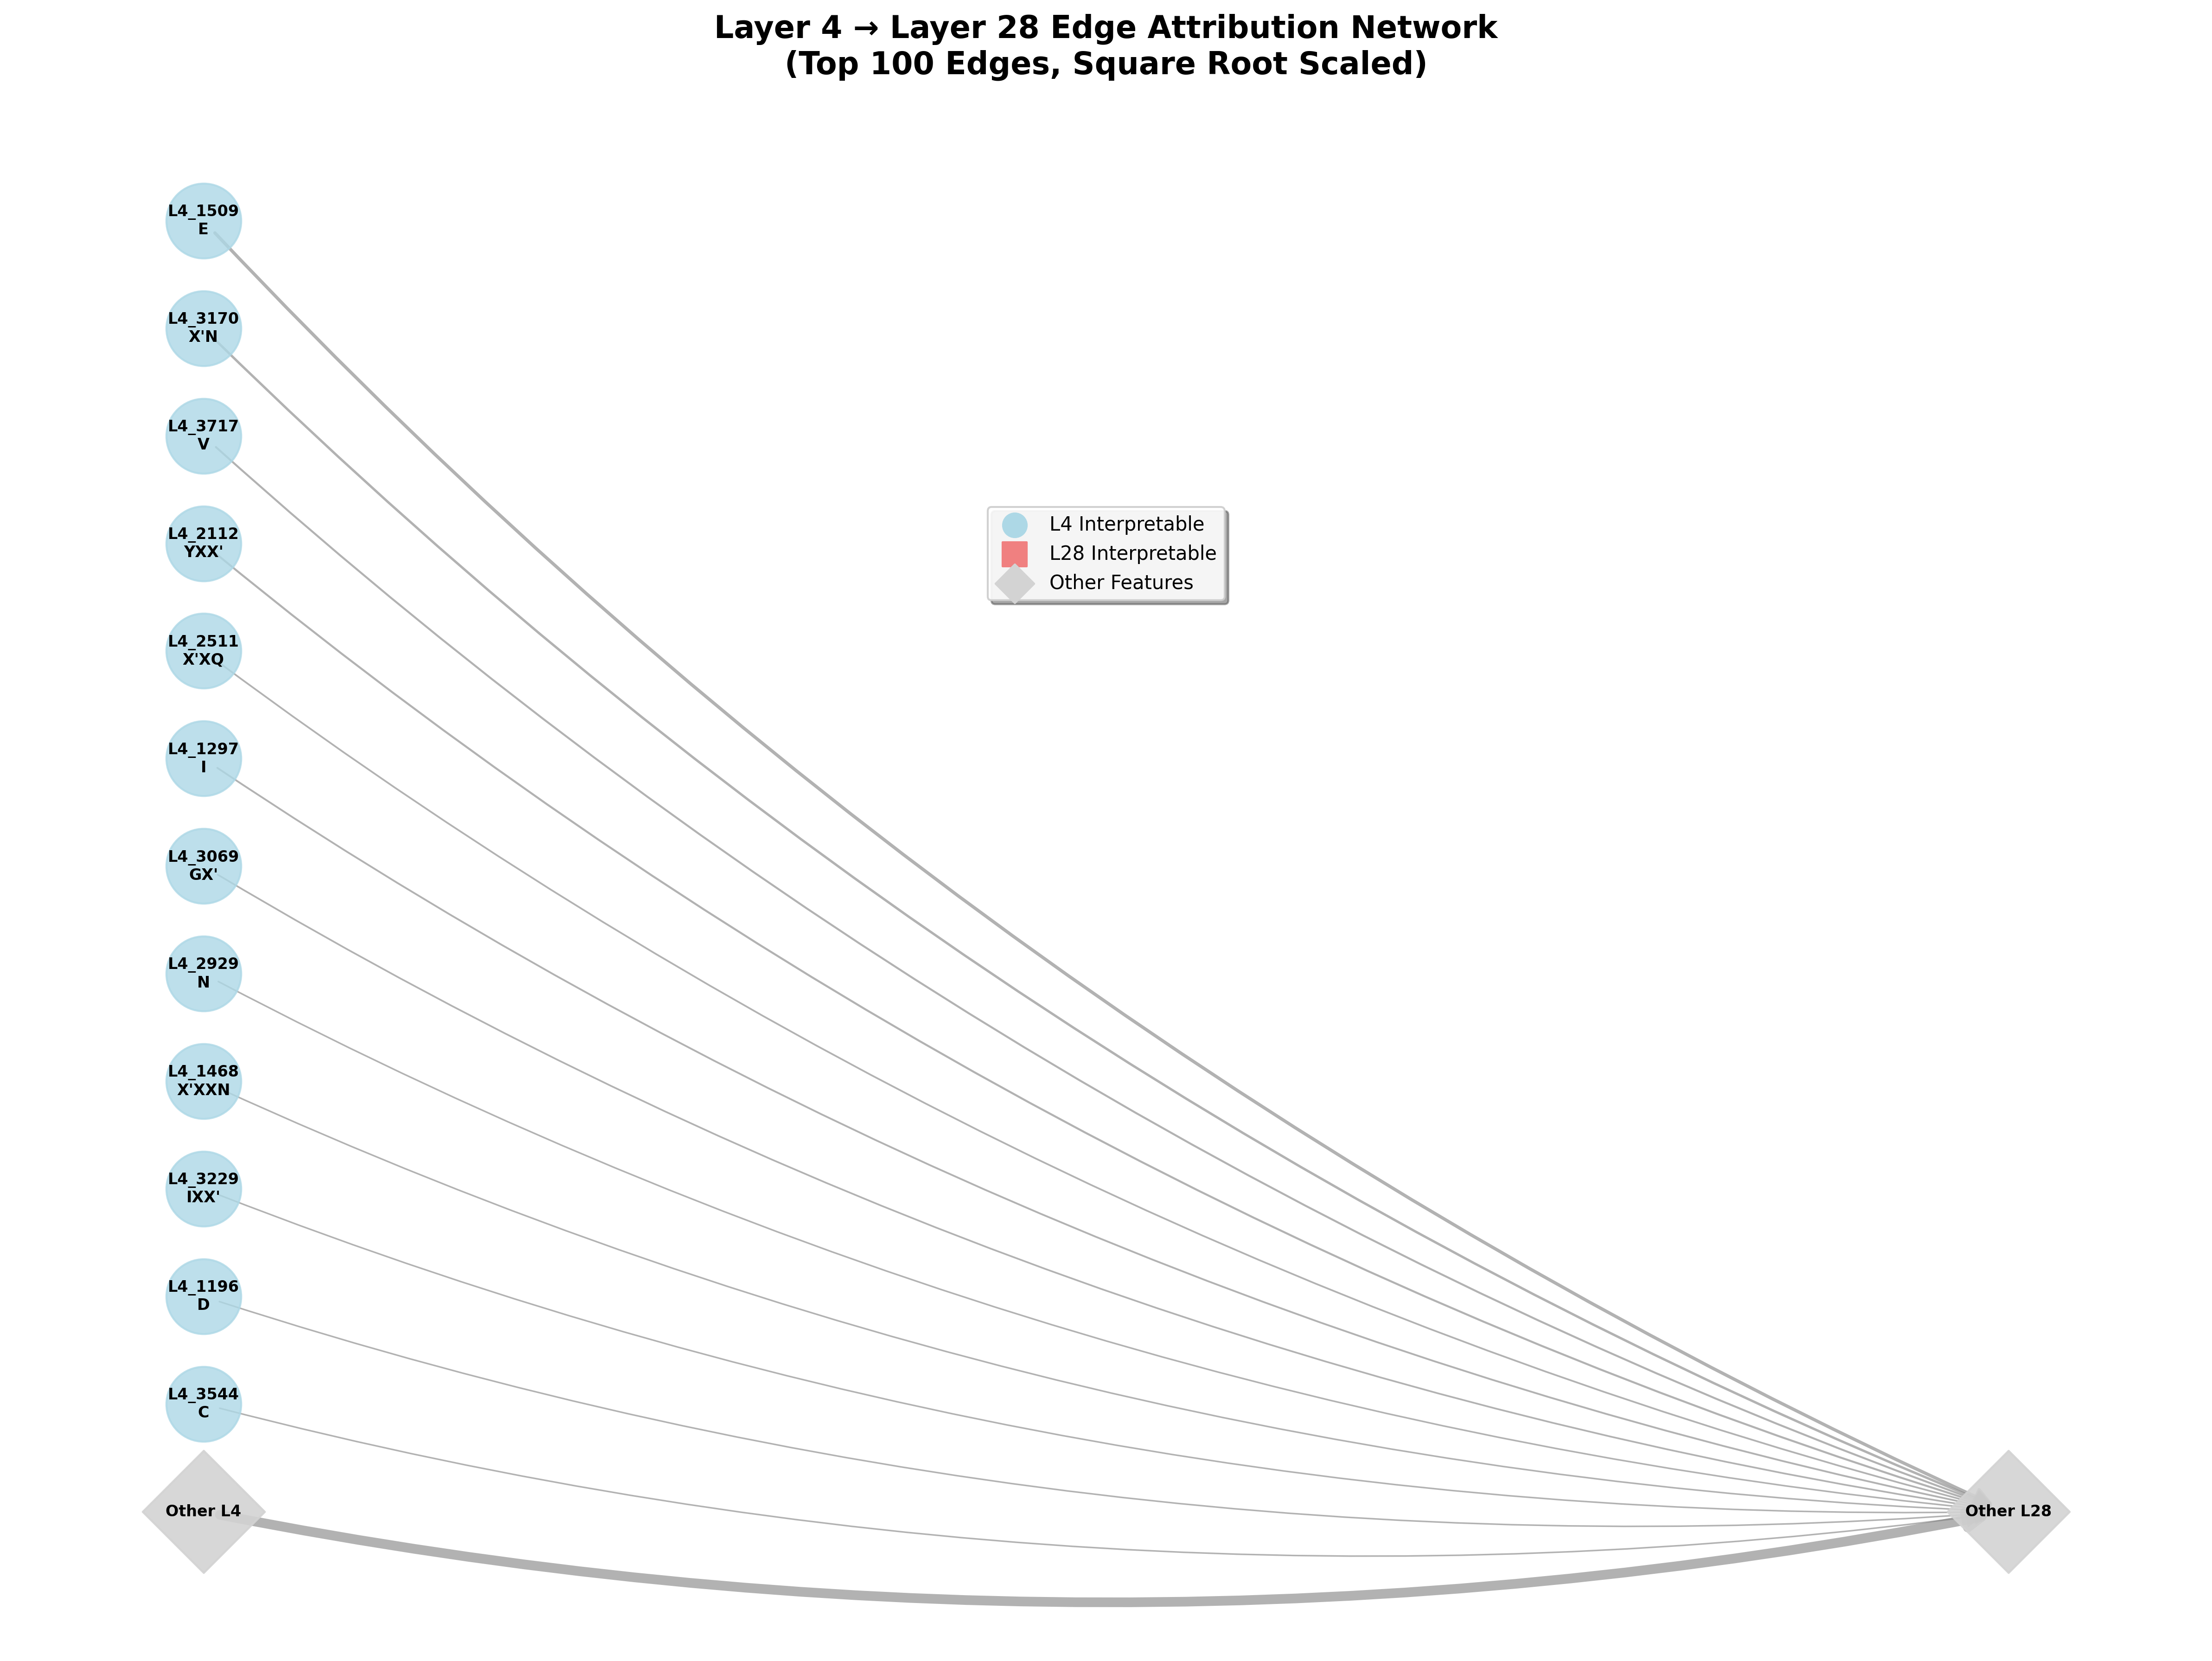 Layer 4 → Layer 28 Edge Attribution Network
(Top 100 Edges, Square Root Scaled)
L4_1509
E
L4_3170
X'N
L4_3717
V
L4_2112
YXX'
L4_2511
X'XQ
L4_1297
I
L4_3069
GX'
L4_2929
N
L4_1468
X'XXN
L4_3229
IXX'
L4_1196
D
L4_3544
C
Other L4
L4 Interpretable
L28 Interpretable
Other Features
Other L28